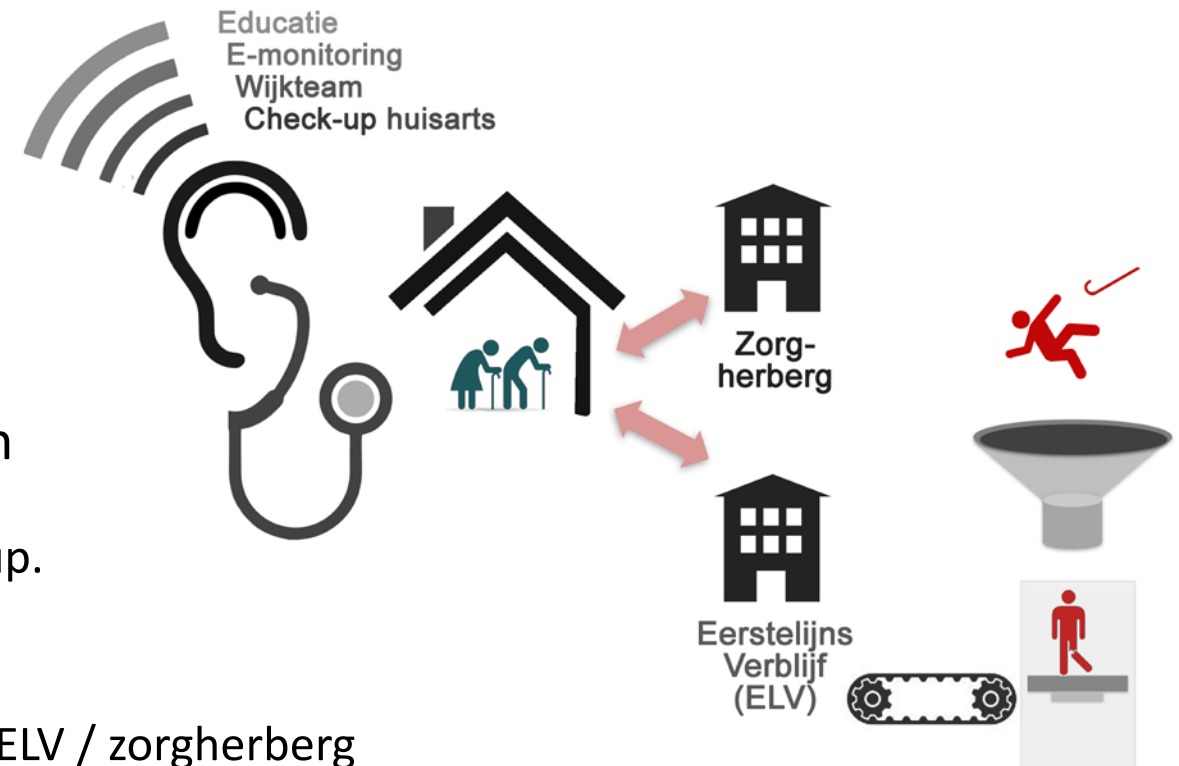 Educatie
E-monitoring
Wijkteam
Check-up huisarts
Zorg-
herberg
Eerstelijns
Verblijf
(ELV)
ELV / zorgherberg